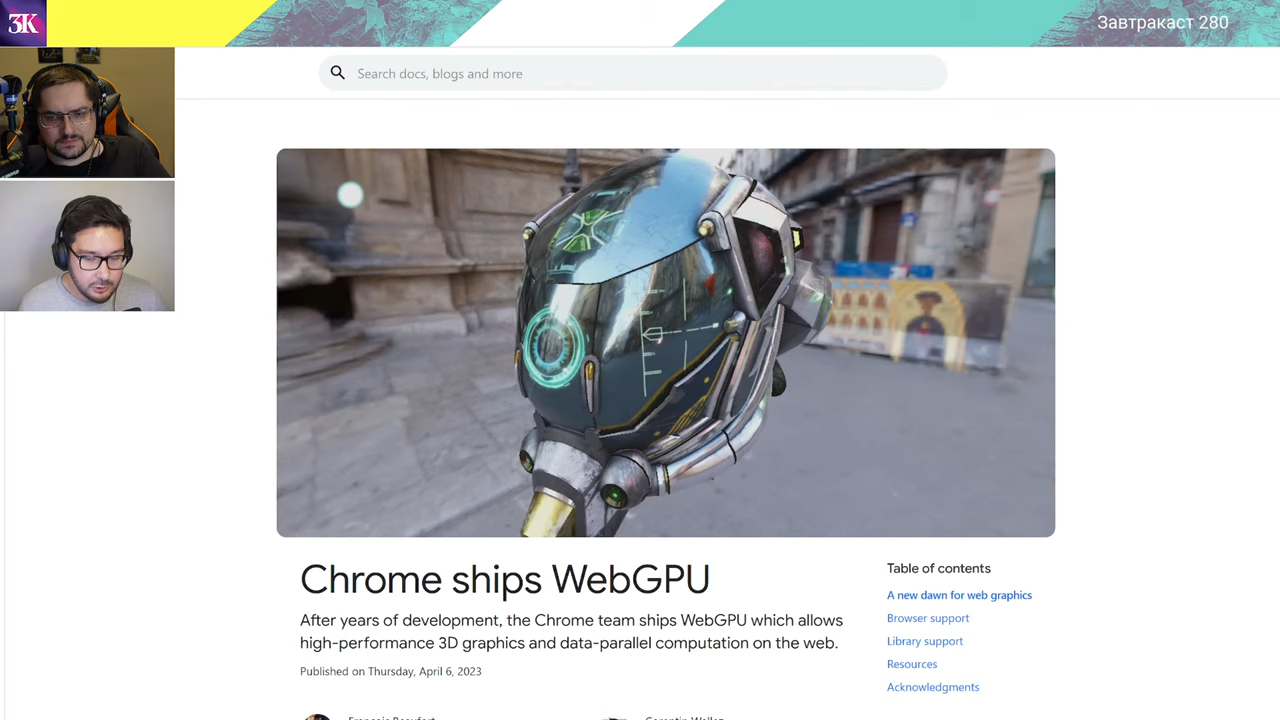 3K
Завтракаст 280
Search docs, blogs and more
Chrome ships WebGPU
After years of development, the Chrome team ships WebGPU which allows
high-performance 3D graphics and data-parallel computation on the web.
Published on Thursday, April 6, 2023
Table of contents
A new dawn for web graphics
Browser support
Library support
Resources
Acknowledgments